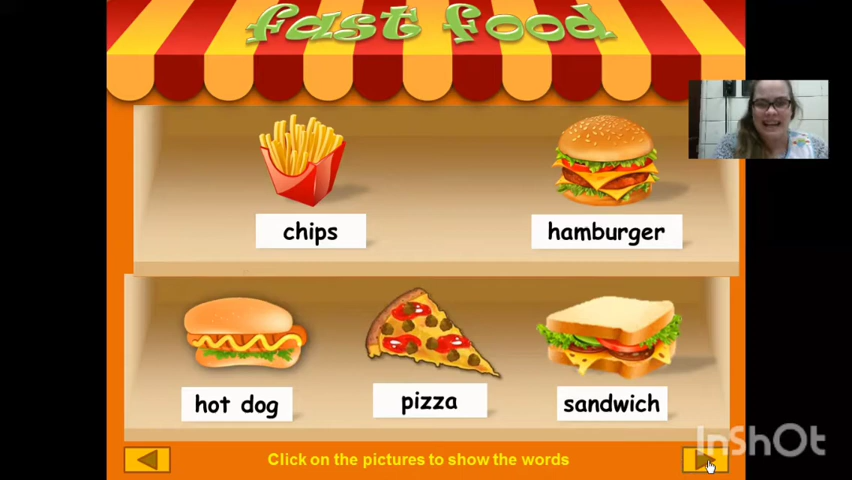 fast food
chips
hamburger
hot dog
pizza
sandwich
Click on the pictures to show the words
InShOt